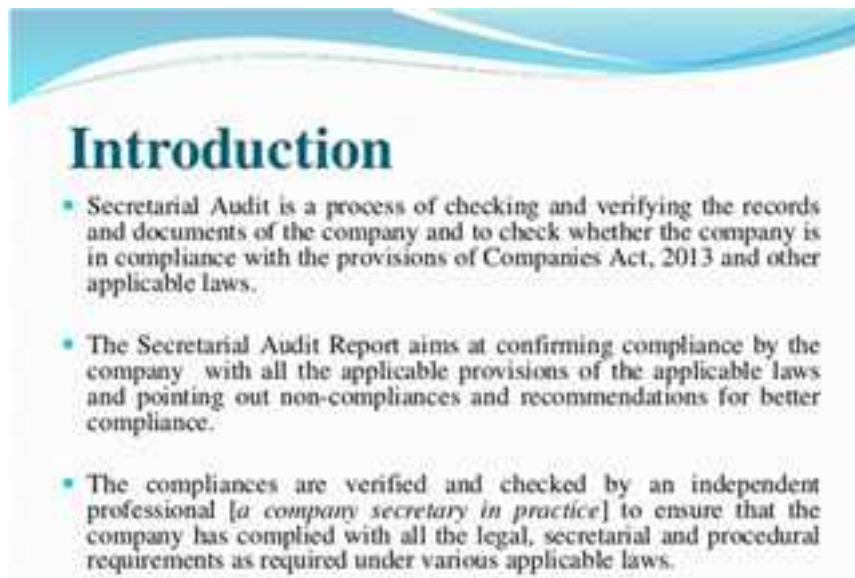 Introduction
• Secretarial Audit is a process of checking and verifying the records
and documents of the company and to check whether the company is
in compliance with the provisions of Companies Act, 2013 and other
applicable laws.
• The Secretarial Audit Report aims at confirming compliance by the
company with all the applicable provisions of the applicable laws
and pointing out non-compliances and recommendations for better
compliance.
• The compliances are verified and checked by an independent
professional [a company secretary in practice] to ensure that the
company has complied with all the legal, secretarial and procedural
requirements as required under various applicable laws.